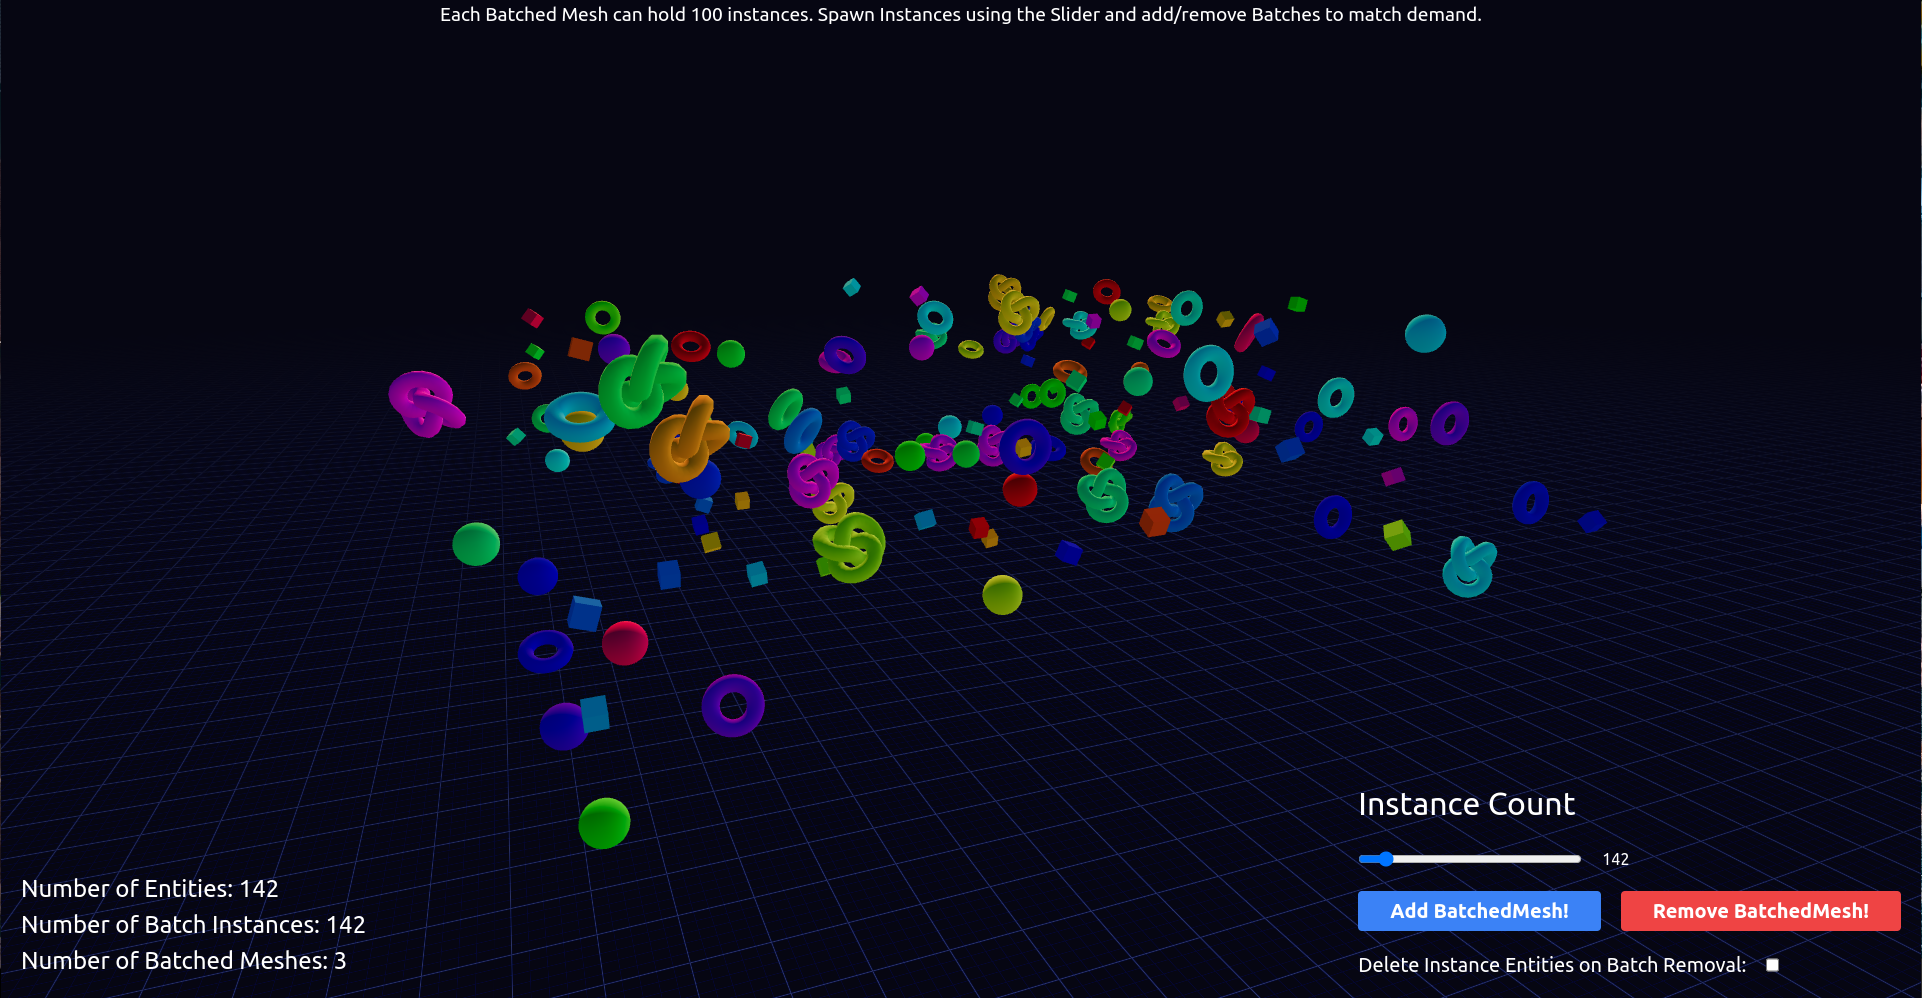 Each Batched Mesh can hold 100 instances. Spawn Instances using the Slider and add/remove Batches to match demand.
Instance Count
142
Add BatchedMesh!
Remove BatchedMesh!
Delete Instance Entities on Batch Removal:
Number of Entities: 142
Number of Batch Instances: 142
Number of Batched Meshes: 3